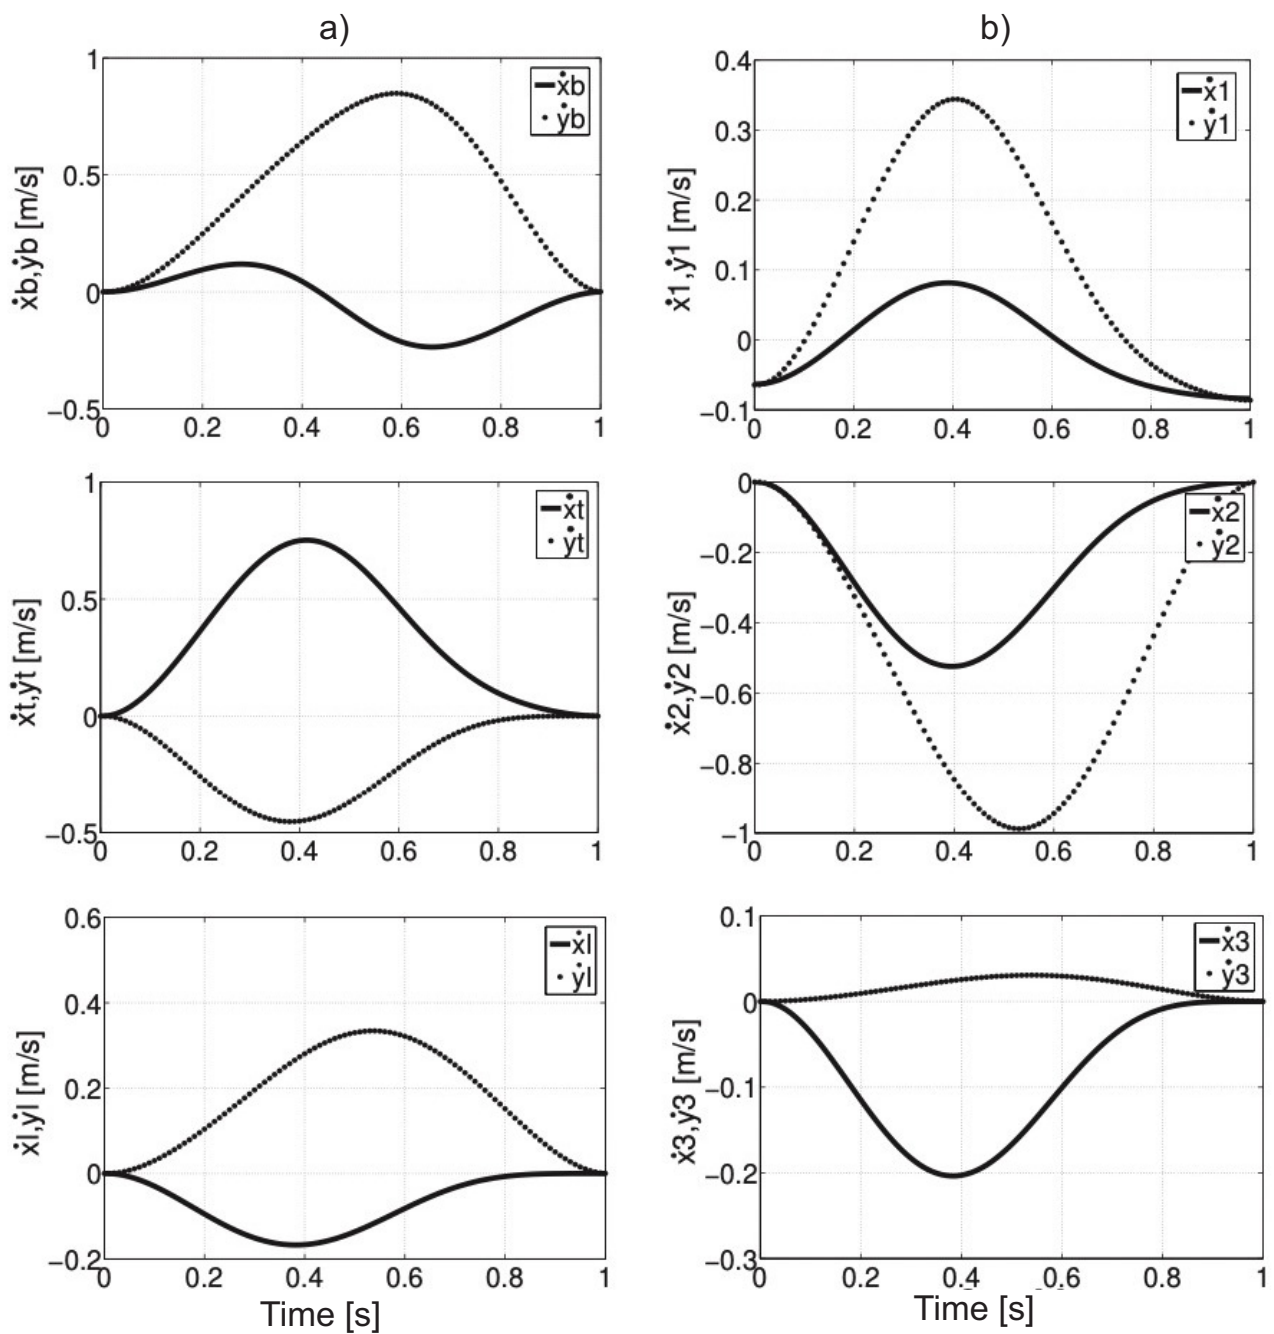 a)
1
0.5
0
−0.5
0 0.2 0.4 0.6 0.8 1
ẋb,ẏb [m/s]
ẋb
ẏb
b)
0.4
0.3
0.2
0.1
0
−0.1
0 0.2 0.4 0.6 0.8 1
ẋ1,ẏ1 [m/s]
ẋ1
ẏ1
1
0.5
0
−0.5
0 0.2 0.4 0.6 0.8 1
ẋt,ẏt [m/s]
ẋt
ẏt
0
−0.2
−0.4
−0.6
−0.8
−1
0 0.2 0.4 0.6 0.8 1
ẋ2,ẏ2 [m/s]
ẋ2
ẏ2
0.6
0.4
0.2
0
−0.2
0 0.2 0.4 0.6 0.8 1
ẋl,ẏl [m/s]
ẋl
ẏl
Time [s]
0.1
0
−0.1
−0.2
−0.3
0 0.2 0.4 0.6 0.8 1
ẋ3,ẏ3 [m/s]
ẋ3
ẏ3
Time [s]